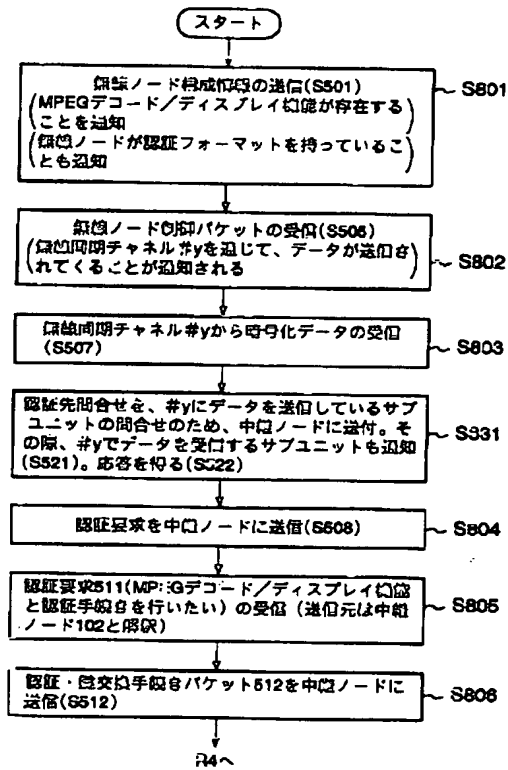 スタート
無線ノード構成情報の送信(S501)
(MPEGデコード/ディスプレイ機能が存在する
ことを通知)
(無線ノードが認証フォーマットを持っているこ
とも通知)
S801
無線ノード制御パケットの受信(S506)
(無線同期チャネル#yを通じて、データが送信さ
れてくることが通知される)
S802
無線同期チャネル#yから暗号化データの受信
(S507)
S803
認証先問合せを、#yにデータを送信しているサブ
ユニットの問合せのため、中継ノードに送付。そ
の際、#yでデータを受信するサブユニットも通知
(S521)。応答を得る(S522)
S831
認証要求を中継ノードに送信(S508)
S804
認証要求511(MPEGデコード/ディスプレイ機能
と認証手続きを行いたい)の受信(送信元は中継
ノード102と解釈)
S805
認証・鍵交換手続きパケット512を中継ノードに
送信(S512)
S806
R4へ